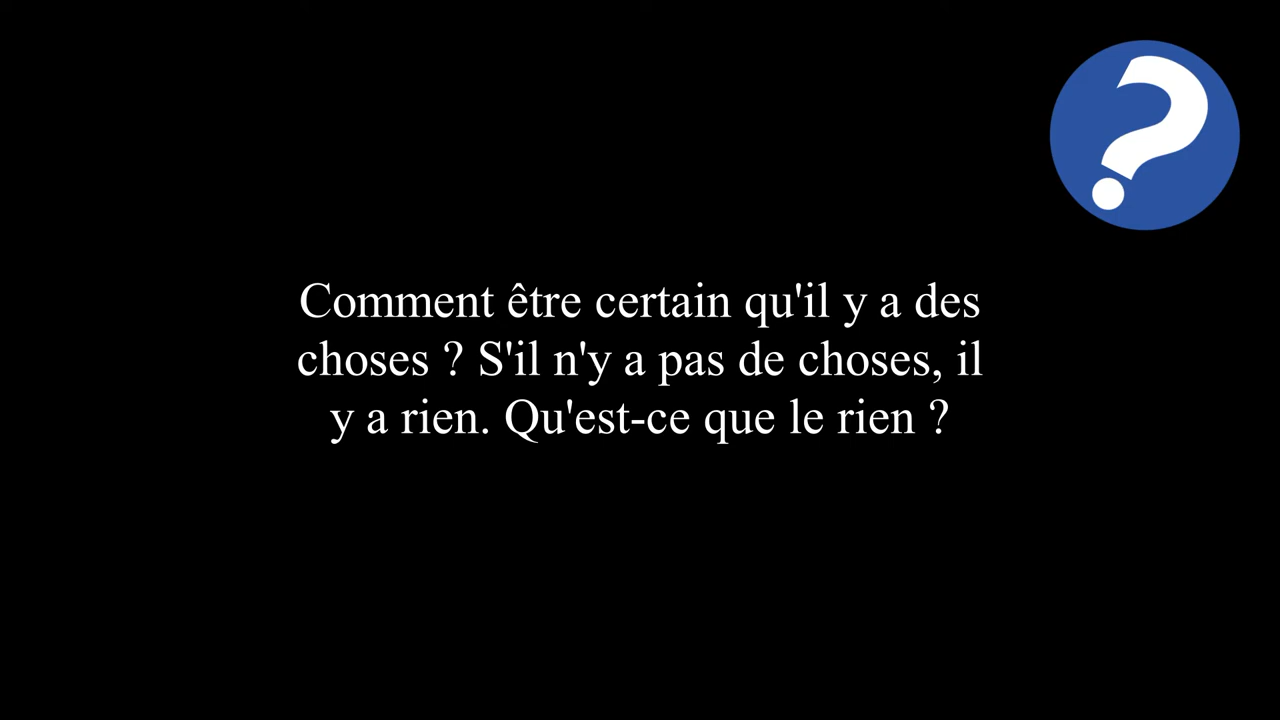 Comment être certain qu'il y a des
choses ? S'il n'y a pas de choses, il
y a rien. Qu'est-ce que le rien ?